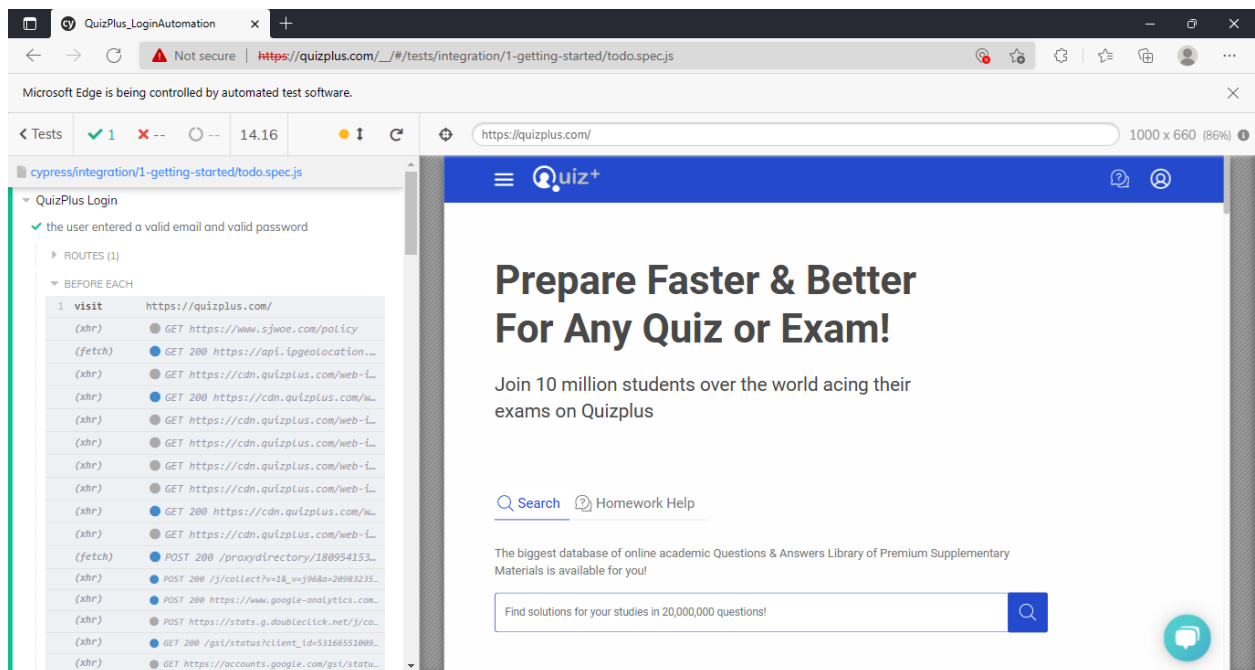 QuizPlus_LoginAutomation
Not secure | https://quizplus.com/__/#/tests/integration/1-getting-started/todo.spec.js
Microsoft Edge is being controlled by automated test software.
< Tests 1 -- -- 14.16
https://quizplus.com/
1000 x 660 (86%)
cypress/integration/1-getting-started/todo.spec.js
QuizPlus Login
the user entered a valid email and valid password
ROUTES (1)
BEFORE EACH
1 visit https://quizplus.com/
(xhr) GET https://www.sjwoe.com/policy
(fetch) GET 200 https://api.ipgeolocation....
(xhr) GET https://cdn.quizplus.com/web-i...
(xhr) GET 200 https://cdn.quizplus.com/w...
(xhr) GET https://cdn.quizplus.com/web-i...
(xhr) GET https://cdn.quizplus.com/web-i...
(xhr) GET https://cdn.quizplus.com/web-i...
(xhr) GET https://cdn.quizplus.com/web-i...
(xhr) GET 200 https://cdn.quizplus.com/w...
(xhr) GET https://cdn.quizplus.com/web-i...
(fetch) POST 200 /proxydirectory/180954153...
(xhr) POST 200 /j/collect?v=1&_v=j96&a=20983235...
(xhr) POST 200 https://www.google-analytics.com...
(xhr) POST https://stats.g.doubleclick.net/j/co...
(xhr) GET 200 /gsi/status?client_id=53166551009...
(xhr) GET https://accounts.google.com/gsi/statu...
Quiz+
Prepare Faster & Better
For Any Quiz or Exam!
Join 10 million students over the world acing their
exams on Quizplus
Search Homework Help
The biggest database of online academic Questions & Answers Library of Premium Supplementary
Materials is available for you!
Find solutions for your studies in 20,000,000 questions!